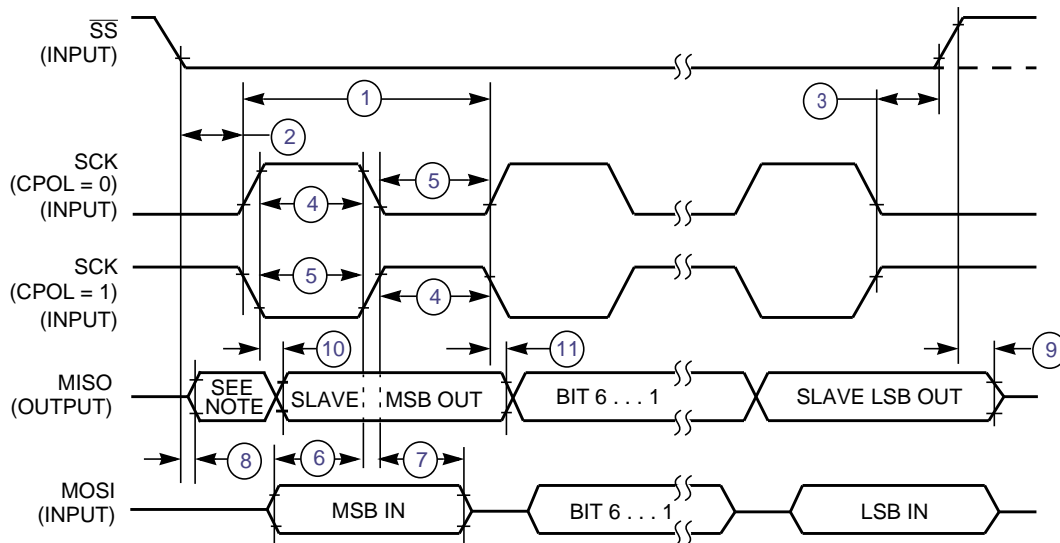 SS
(INPUT)
1
3
2
SCK
(CPOL = 0)
(INPUT)
5
4
SCK
(CPOL = 1)
(INPUT)
5
4
10
11
9
MISO
(OUTPUT)
SEE
NOTE
SLAVE
MSB OUT
BIT 6 . . . 1
SLAVE LSB OUT
8
6
7
MOSI
(INPUT)
MSB IN
BIT 6 . . . 1
LSB IN